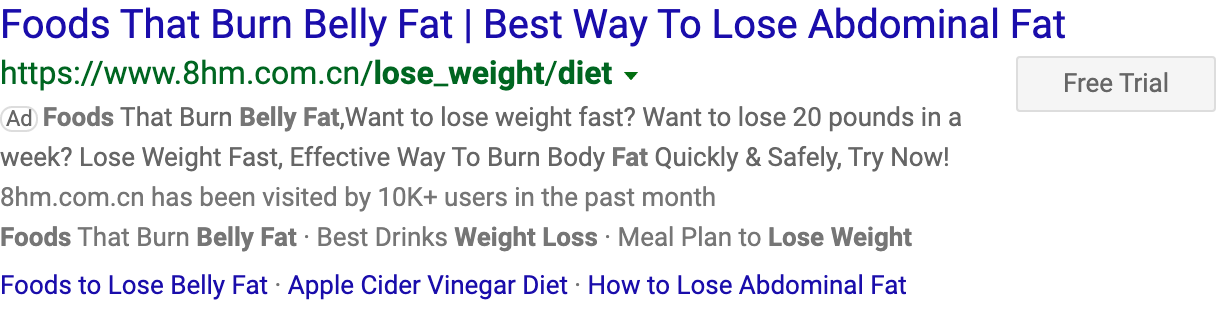 Foods That Burn Belly Fat | Best Way To Lose Abdominal Fat
https://www.8hm.com.cn/lose_weight/diet
Free Trial
Ad Foods That Burn Belly Fat,Want to lose weight fast? Want to lose 20 pounds in a
week? Lose Weight Fast, Effective Way To Burn Body Fat Quickly & Safely, Try Now!
8hm.com.cn has been visited by 10K+ users in the past month
Foods That Burn Belly Fat · Best Drinks Weight Loss · Meal Plan to Lose Weight
Foods to Lose Belly Fat · Apple Cider Vinegar Diet · How to Lose Abdominal Fat